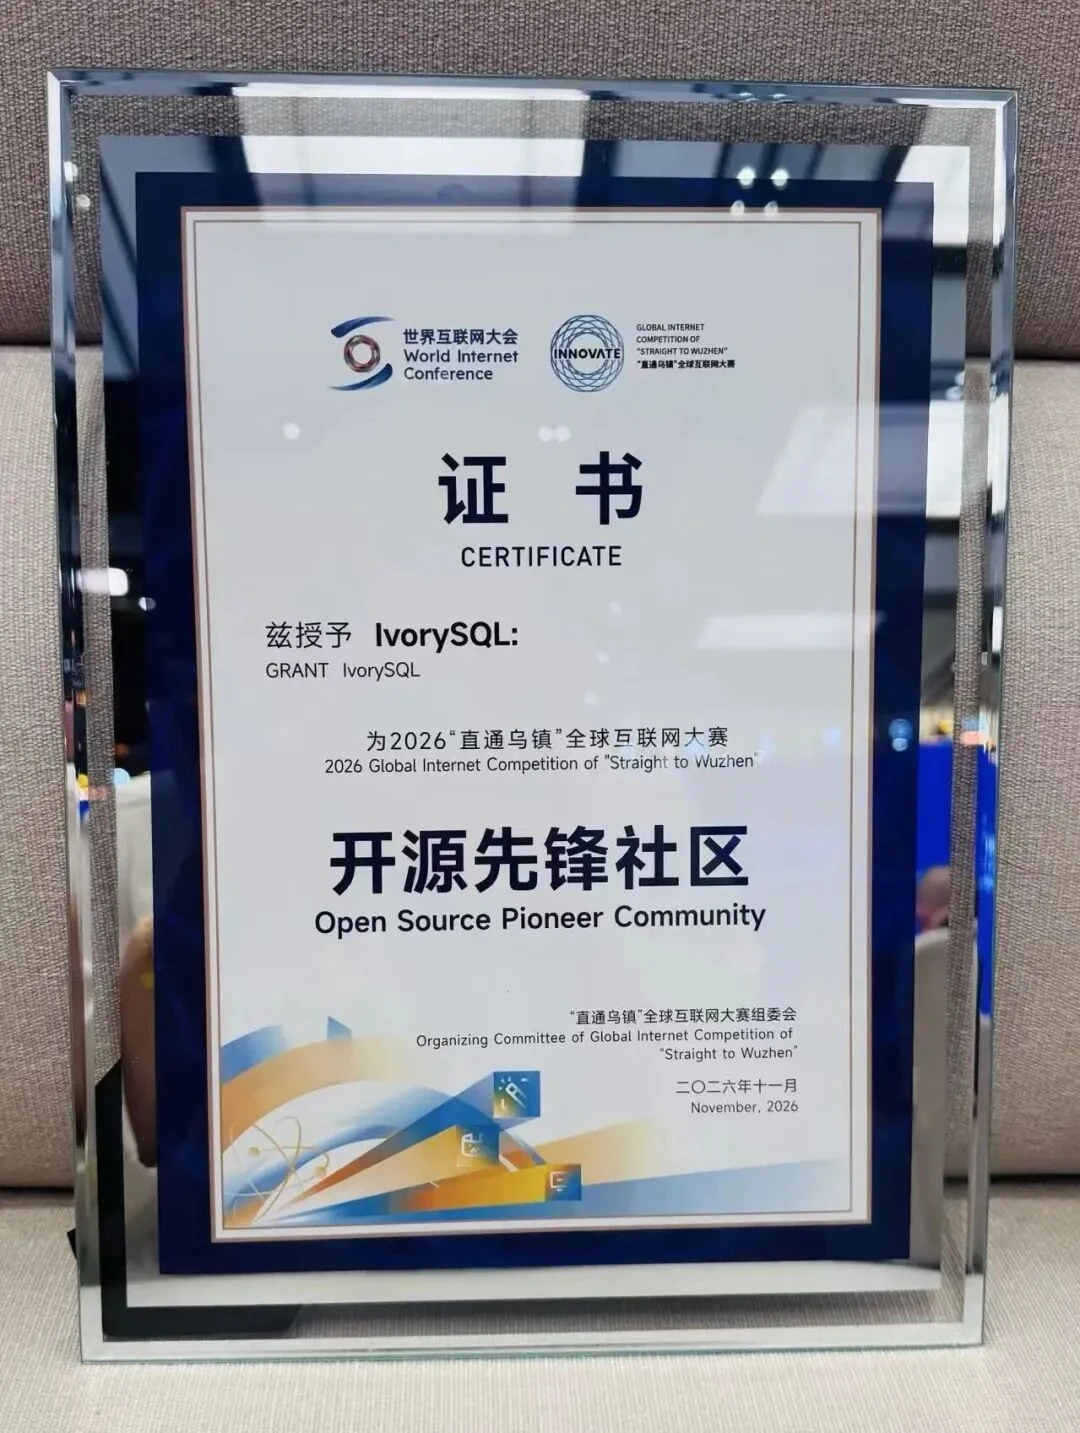 世界互联网大会
World Internet
Conference
INNOVATE
GLOBAL INTERNET
COMPETITION OF
"STRAIGHT TO WUZHEN"
"直通乌镇"全球互联网大赛
证 书
CERTIFICATE
兹授予 IvorySQL:
GRANT IvorySQL
为2026“直通乌镇”全球互联网大赛
2026 Global Internet Competition of "Straight to Wuzhen"
开源先锋社区
Open Source Pioneer Community
“直通乌镇”全球互联网大赛组委会
Organizing Committee of Global Internet Competition of
“Straight to Wuzhen”
二〇二六年十一月
November, 2026